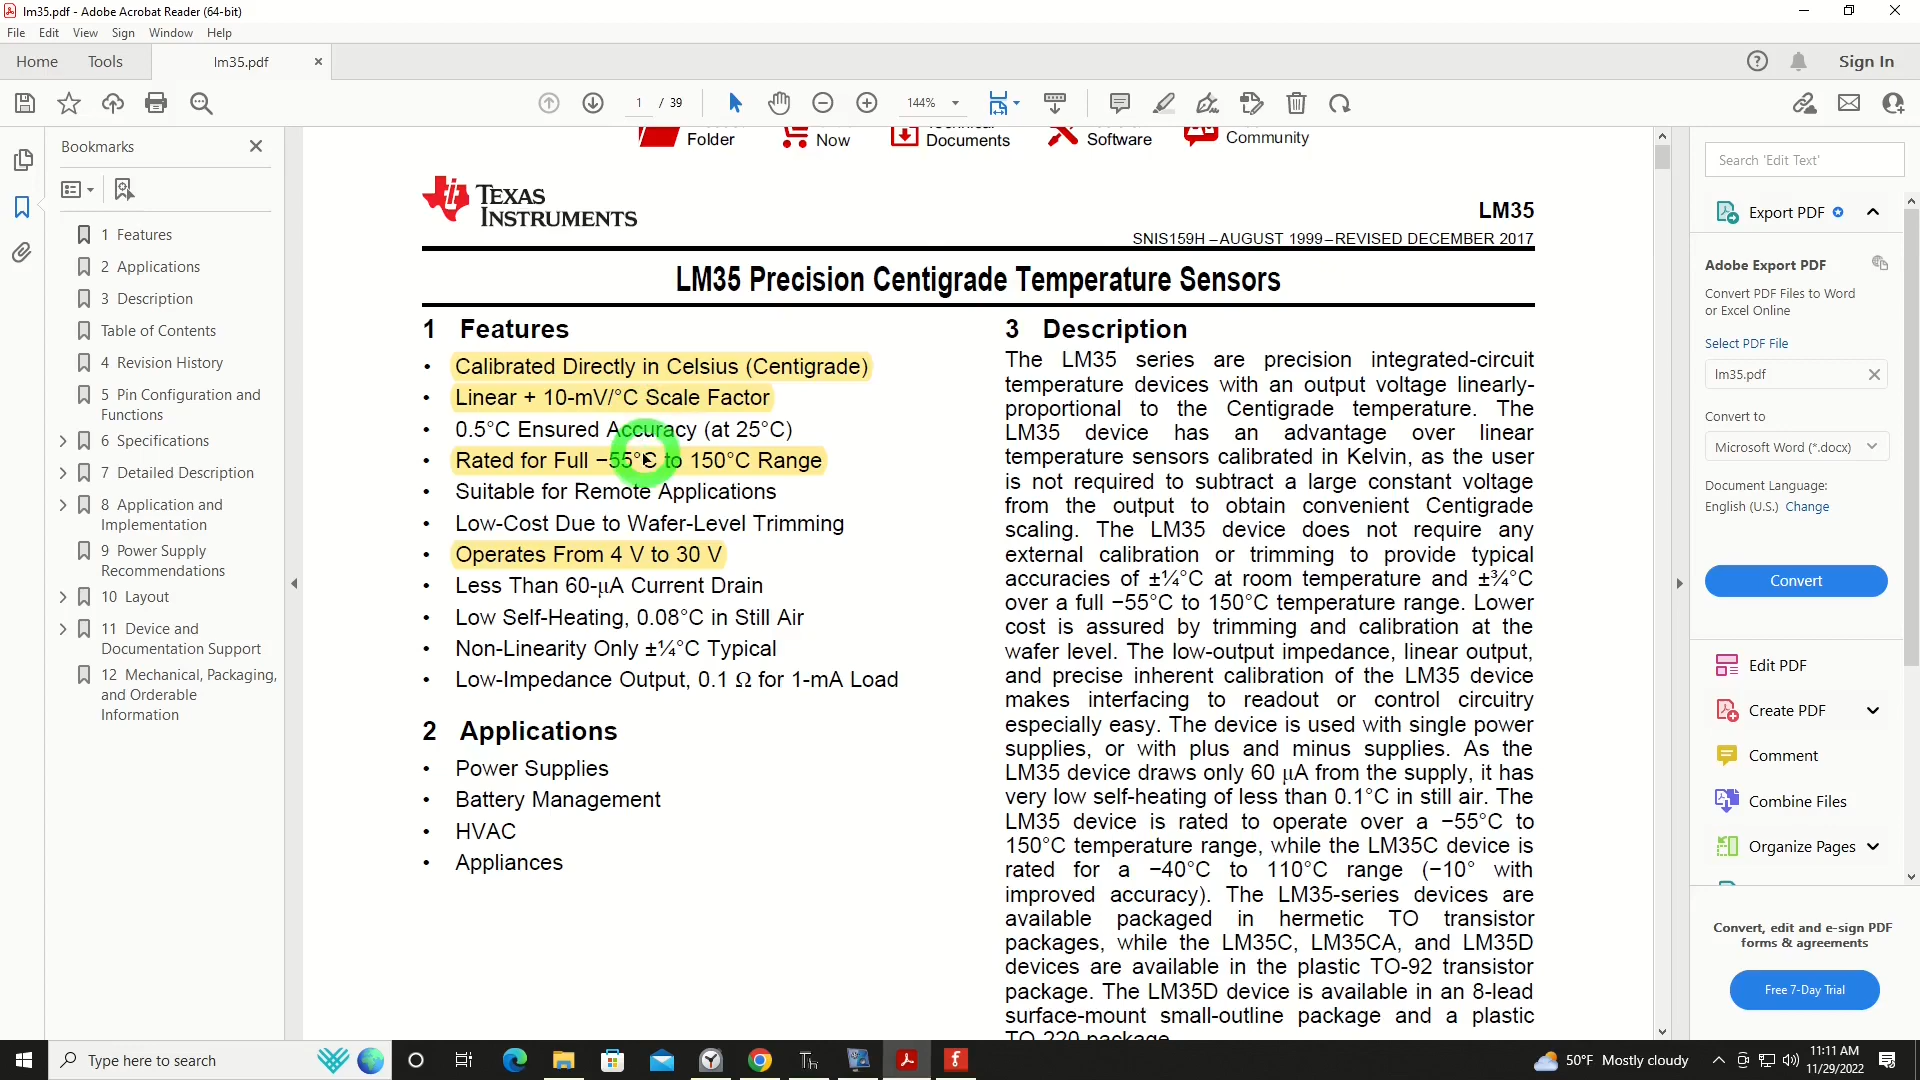 lm35.pdf - Adobe Acrobat Reader (64-bit)
File Edit View Sign Window Help
Home Tools lm35.pdf Sign In
1 / 39 144%
Bookmarks
1 Features
2 Applications
3 Description
Table of Contents
4 Revision History
5 Pin Configuration and
Functions
6 Specifications
7 Detailed Description
8 Application and
Implementation
9 Power Supply
Recommendations
10 Layout
11 Device and
Documentation Support
12 Mechanical, Packaging,
and Orderable
Information
Folder Now Documents Software Community
TEXAS
INSTRUMENTS
LM35
SNIS159H – AUGUST 1999 – REVISED DECEMBER 2017
LM35 Precision Centigrade Temperature Sensors
1 Features
• Calibrated Directly in Celsius (Centigrade)
• Linear + 10-mV/°C Scale Factor
• 0.5°C Ensured Accuracy (at 25°C)
• Rated for Full −55°C to 150°C Range
• Suitable for Remote Applications
• Low-Cost Due to Wafer-Level Trimming
• Operates From 4 V to 30 V
• Less Than 60-μA Current Drain
• Low Self-Heating, 0.08°C in Still Air
• Non-Linearity Only ±¼°C Typical
• Low-Impedance Output, 0.1 Ω for 1-mA Load
2 Applications
• Power Supplies
• Battery Management
• HVAC
• Appliances
3 Description
The LM35 series are precision integrated-circuit
temperature devices with an output voltage linearly-
proportional to the Centigrade temperature. The
LM35 device has an advantage over linear
temperature sensors calibrated in Kelvin, as the user
is not required to subtract a large constant voltage
from the output to obtain convenient Centigrade
scaling. The LM35 device does not require any
external calibration or trimming to provide typical
accuracies of ±¼°C at room temperature and ±¾°C
over a full −55°C to 150°C temperature range. Lower
cost is assured by trimming and calibration at the
wafer level. The low-output impedance, linear output,
and precise inherent calibration of the LM35 device
makes interfacing to readout or control circuitry
especially easy. The device is used with single power
supplies, or with plus and minus supplies. As the
LM35 device draws only 60 μA from the supply, it has
very low self-heating of less than 0.1°C in still air. The
LM35 device is rated to operate over a −55°C to
150°C temperature range, while the LM35C device is
rated for a −40°C to 110°C range (−10° with
improved accuracy). The LM35-series devices are
available packaged in hermetic TO transistor
packages, while the LM35C, LM35CA, and LM35D
devices are available in the plastic TO-92 transistor
package. The LM35D device is available in an 8-lead
surface-mount small-outline package and a plastic
TO-220 package.
Search 'Edit Text'
Export PDF
Adobe Export PDF
Convert PDF Files to Word
or Excel Online
Select PDF File
lm35.pdf
Convert to
Microsoft Word (*.docx)
Document Language:
English (U.S.) Change
Convert
Edit PDF
Create PDF
Comment
Combine Files
Organize Pages
Convert, edit and e-sign PDF
forms & agreements
Free 7-Day Trial
Type here to search
50°F Mostly cloudy
11:11 AM
11/29/2022